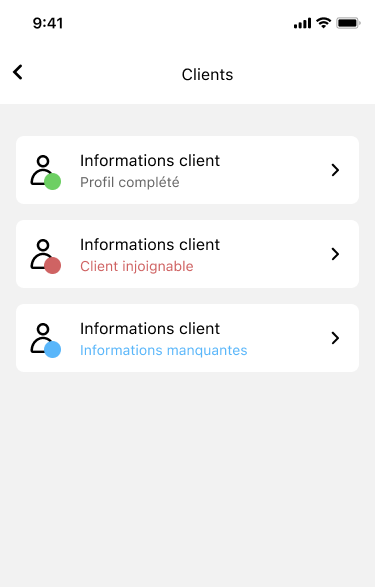 9:41
Clients
Informations client
Profil complété
Informations client
Client injoignable
Informations client
Informations manquantes